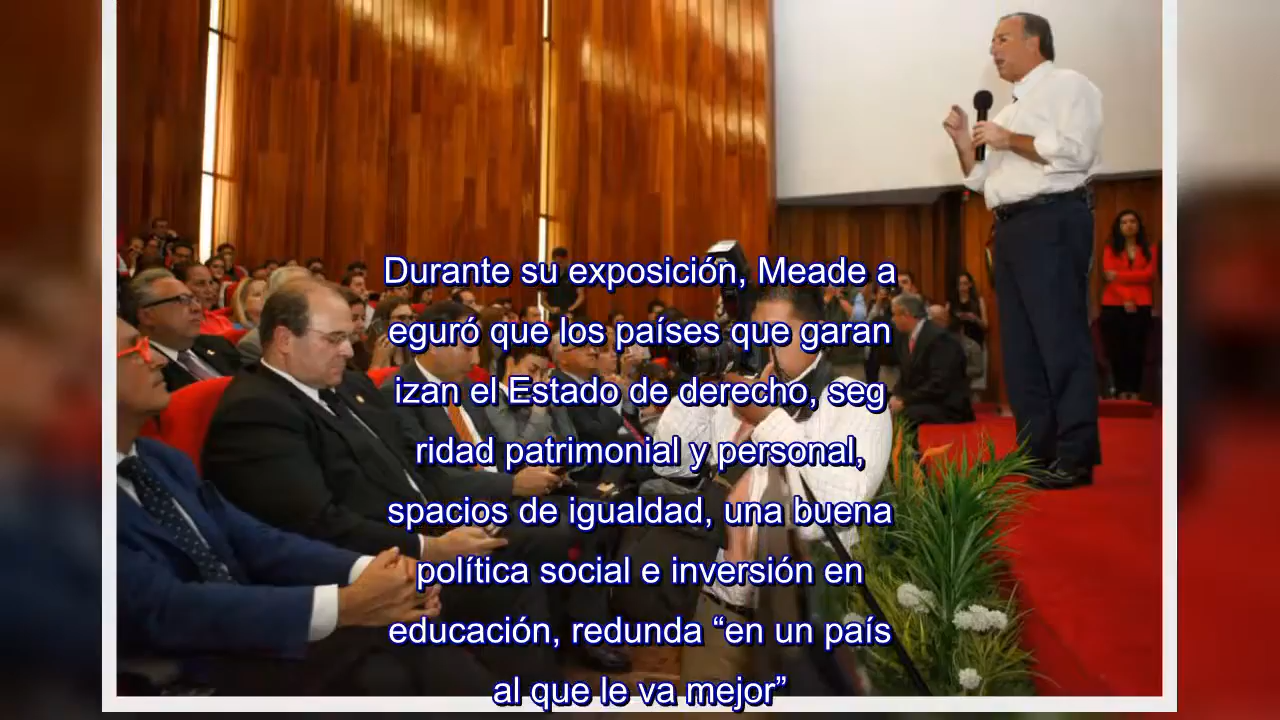 Durante su exposición, Meade a
eguró que los países que garan
izan el Estado de derecho, seg
ridad patrimonial y personal,
spacios de igualdad, una buena
política social e inversión en
educación, redunda “en un país
al que le va mejor”